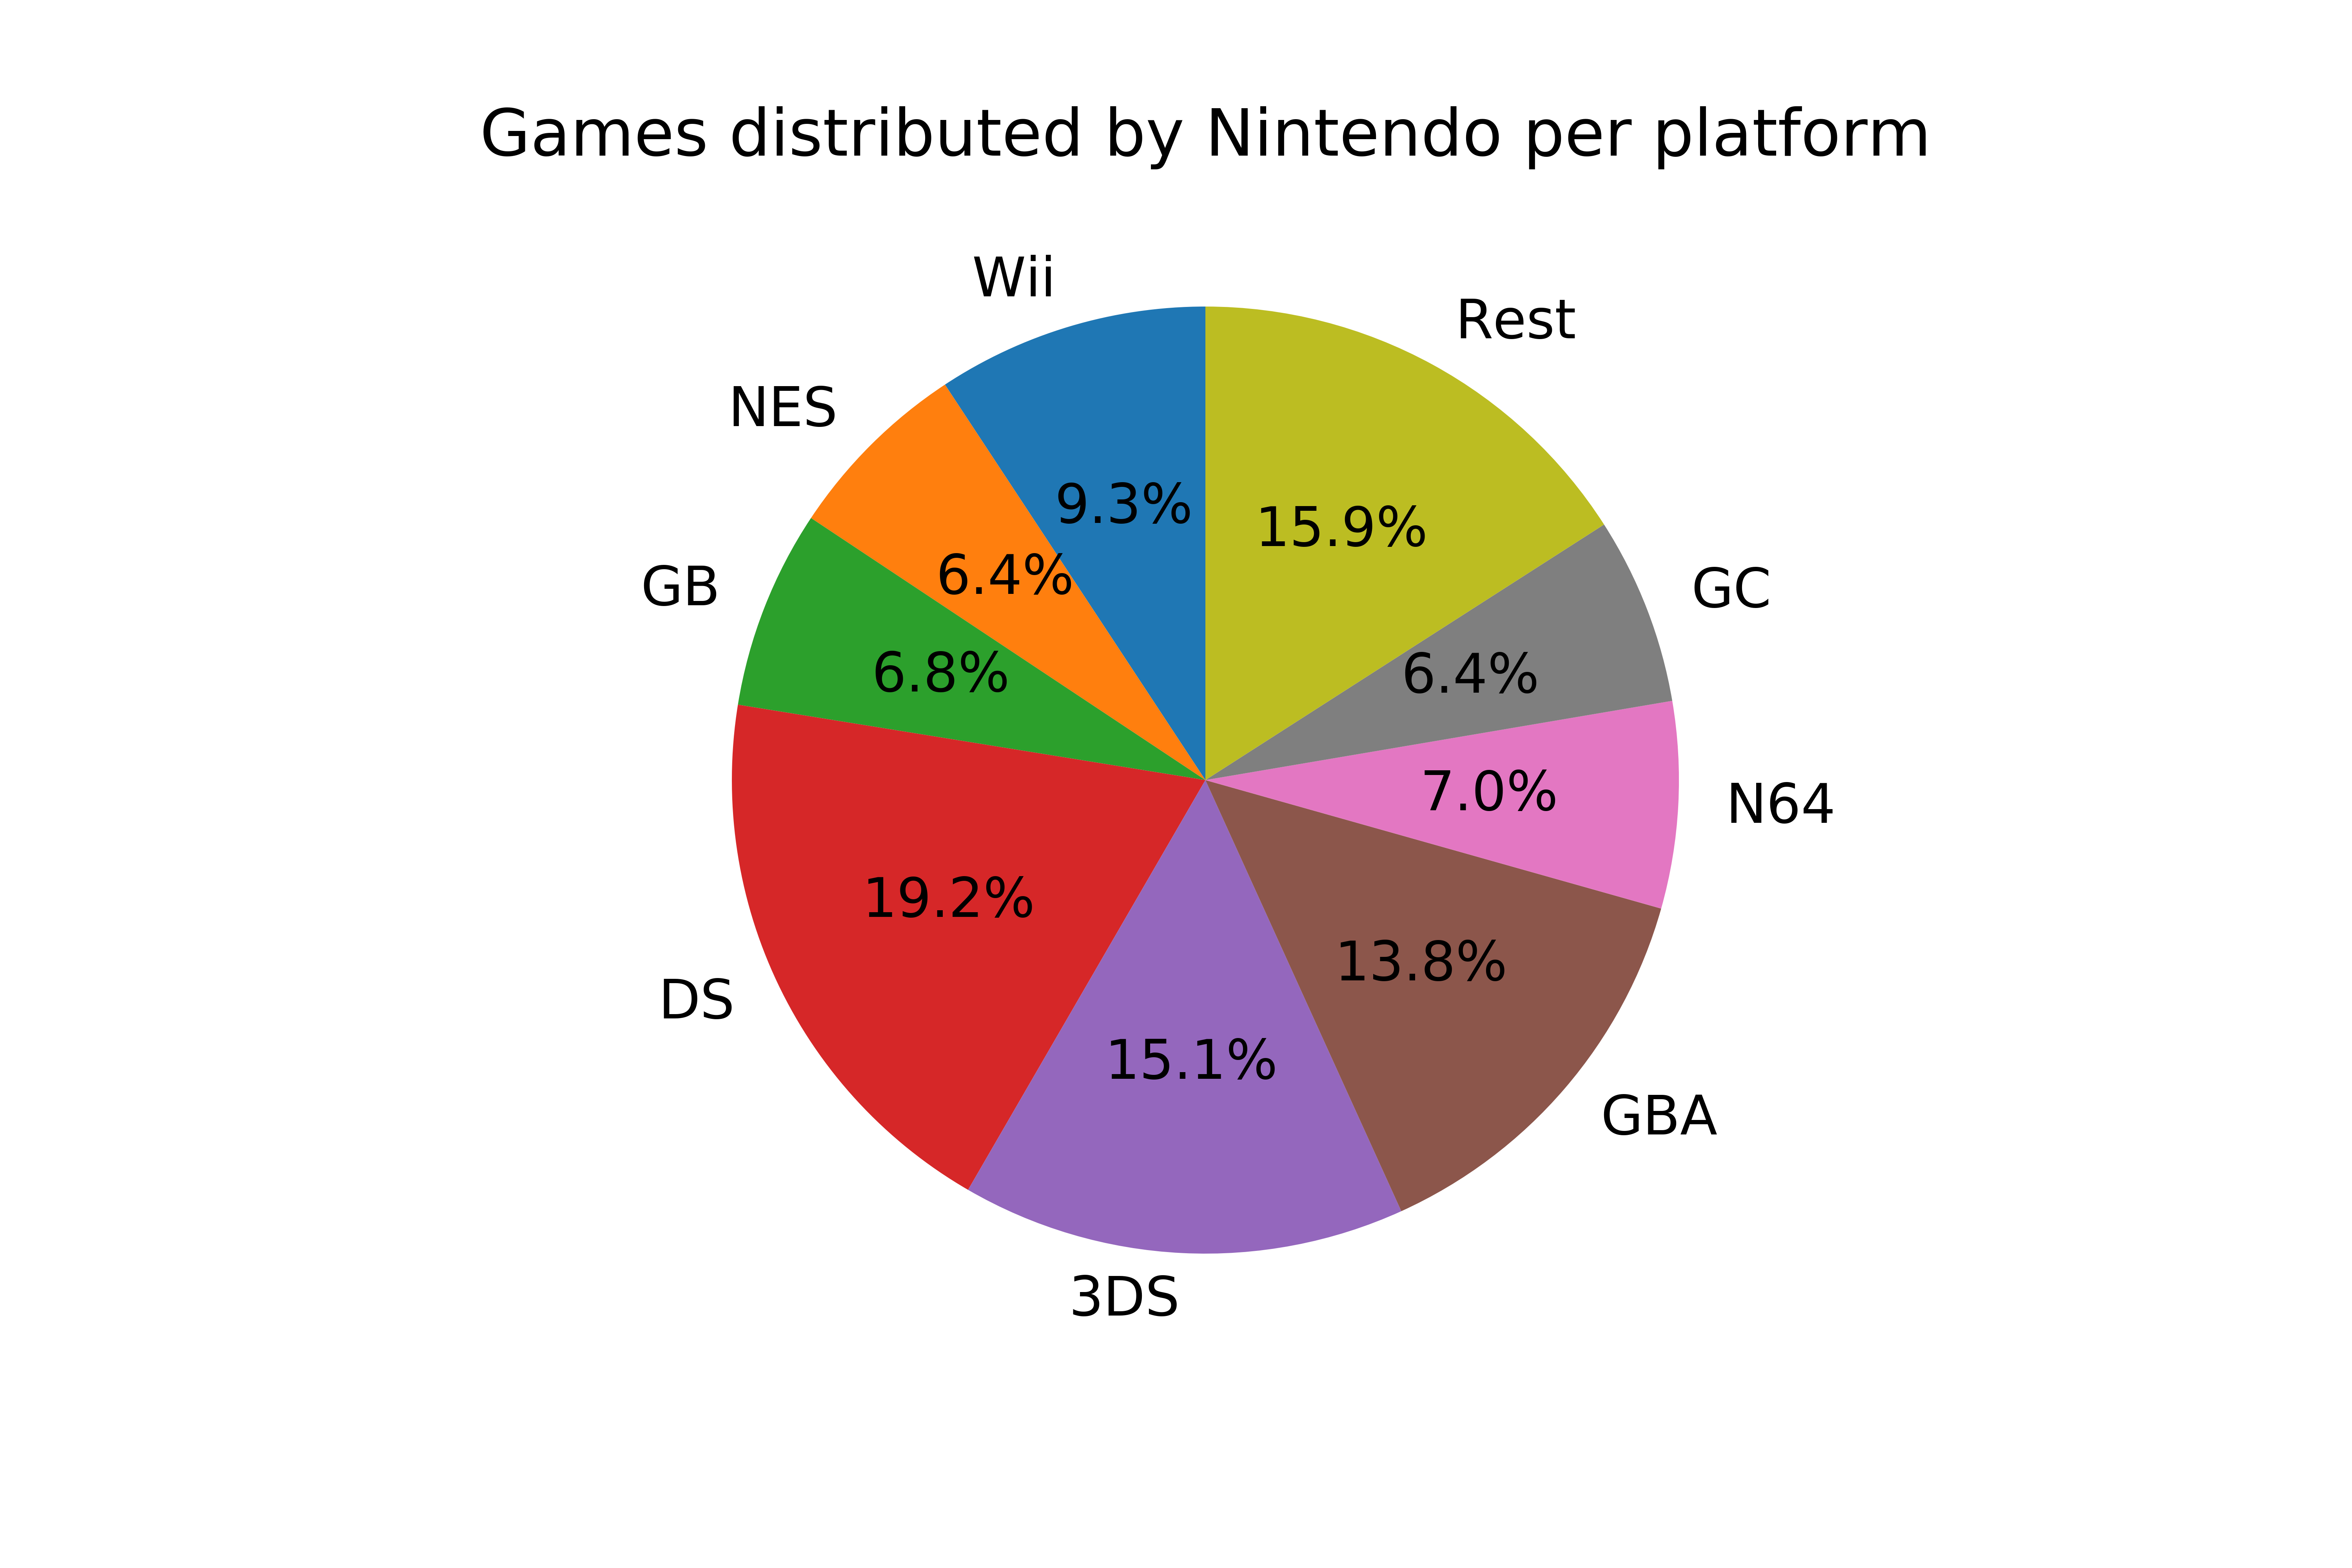 Games distributed by Nintendo per platform
Wii
Rest
NES
9.3%
15.9%
GB
6.4%
GC
6.8%
6.4%
7.0%
N64
19.2%
13.8%
DS
15.1%
GBA
3DS